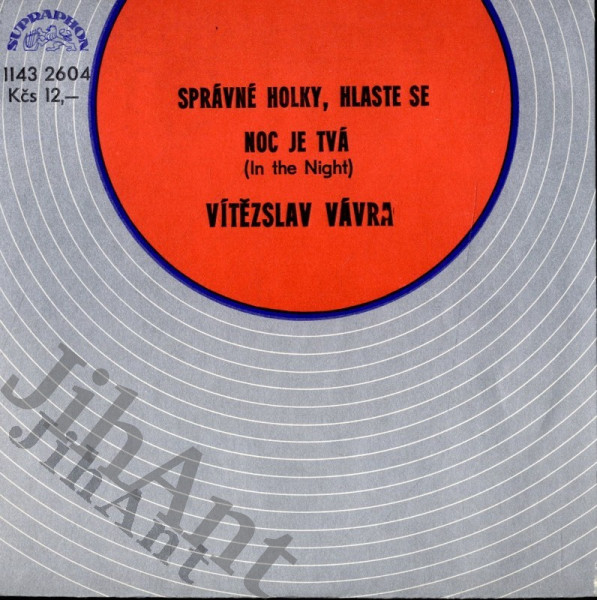 SUPRAPHON
1143 2604
Kčs 12,—
SPRÁVNÉ HOLKY, HLASTE SE
NOC JE TVÁ
(In the Night)
VÍTĚZSLAV VÁVRA
JihAnt
JihAnt